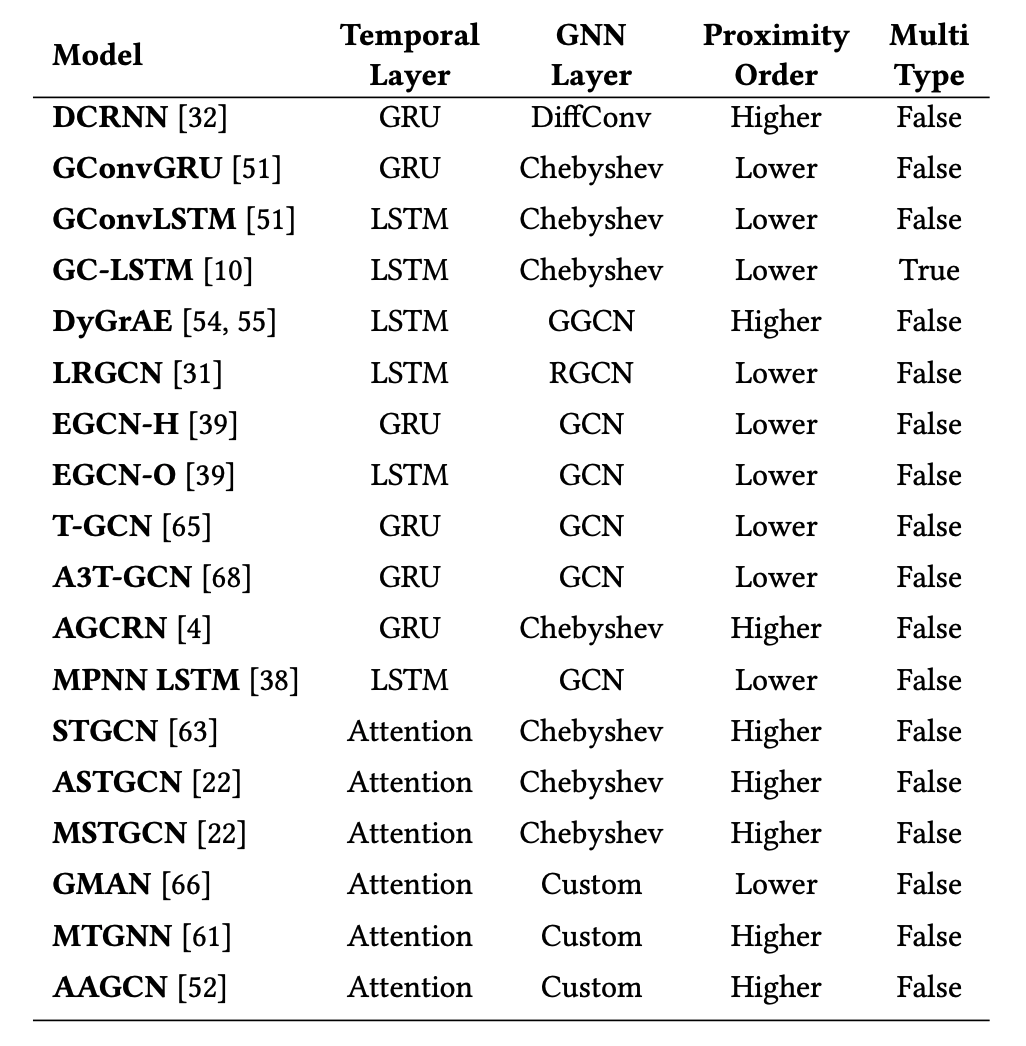 Model Temporal Layer GNN Layer Proximity Order Multi Type
DCRNN [32] GRU DiffConv Higher False
GConvGRU [51] GRU Chebyshev Lower False
GConvLSTM [51] LSTM Chebyshev Lower False
GC-LSTM [10] LSTM Chebyshev Lower True
DyGrAE [54, 55] LSTM GGCN Higher False
LRGCN [31] LSTM RGCN Lower False
EGCN-H [39] GRU GCN Lower False
EGCN-O [39] LSTM GCN Lower False
T-GCN [65] GRU GCN Lower False
A3T-GCN [68] GRU GCN Lower False
AGCRN [4] GRU Chebyshev Higher False
MPNN LSTM [38] LSTM GCN Lower False
STGCN [63] Attention Chebyshev Higher False
ASTGCN [22] Attention Chebyshev Higher False
MSTGCN [22] Attention Chebyshev Higher False
GMAN [66] Attention Custom Lower False
MTGNN [61] Attention Custom Higher False
AAGCN [52] Attention Custom Higher False